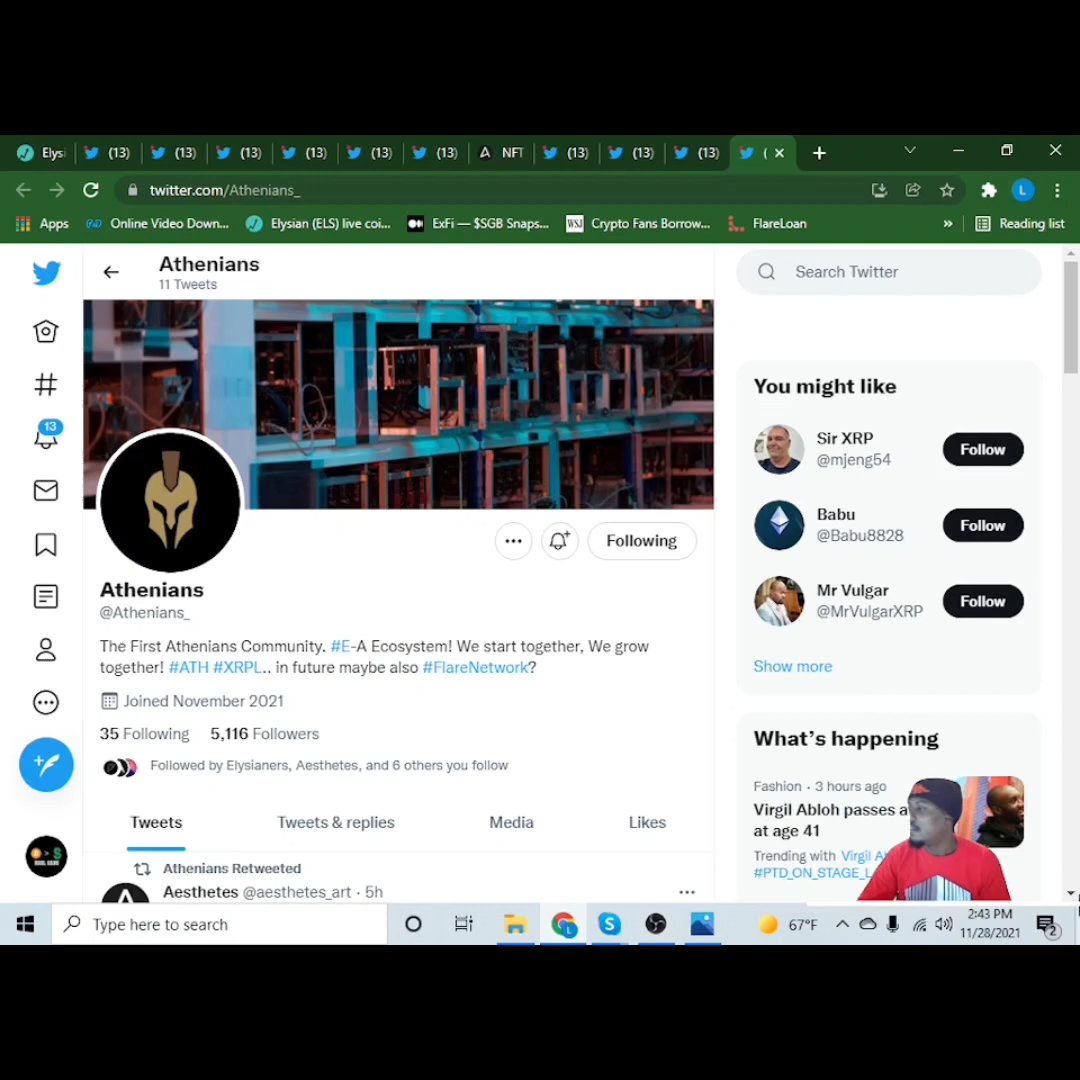 Elysi (13) (13) (13) (13) (13) (13) NFT (13) (13) (13) (
twitter.com/Athenians_
L
Apps Online Video Down... Elysian (ELS) live coi... ExFi — $SGB Snaps... WSJ Crypto Fans Borrow... FlareLoan » Reading list
Athenians
11 Tweets
Search Twitter
You might like
Sir XRP
@mjeng54
Follow
Babu
@Babu8828
Follow
Mr Vulgar
@MrVulgarXRP
Follow
Show more
13
Following
Athenians
@Athenians_
The First Athenians Community. #E-A Ecosystem! We start together, We grow
together! #ATH #XRPL.. in future maybe also #FlareNetwork?
Joined November 2021
35 Following 5,116 Followers
Followed by Elysianers, Aesthetes, and 6 others you follow
Tweets Tweets & replies Media Likes
Athenians Retweeted
Aesthetes @aesthetes_art · 5h
What's happening
Fashion · 3 hours ago
Virgil Abloh passes a
at age 41
Trending with Virgil A
#PTD_ON_STAGE_L
Type here to search
67°F
2:43 PM
11/28/2021
2